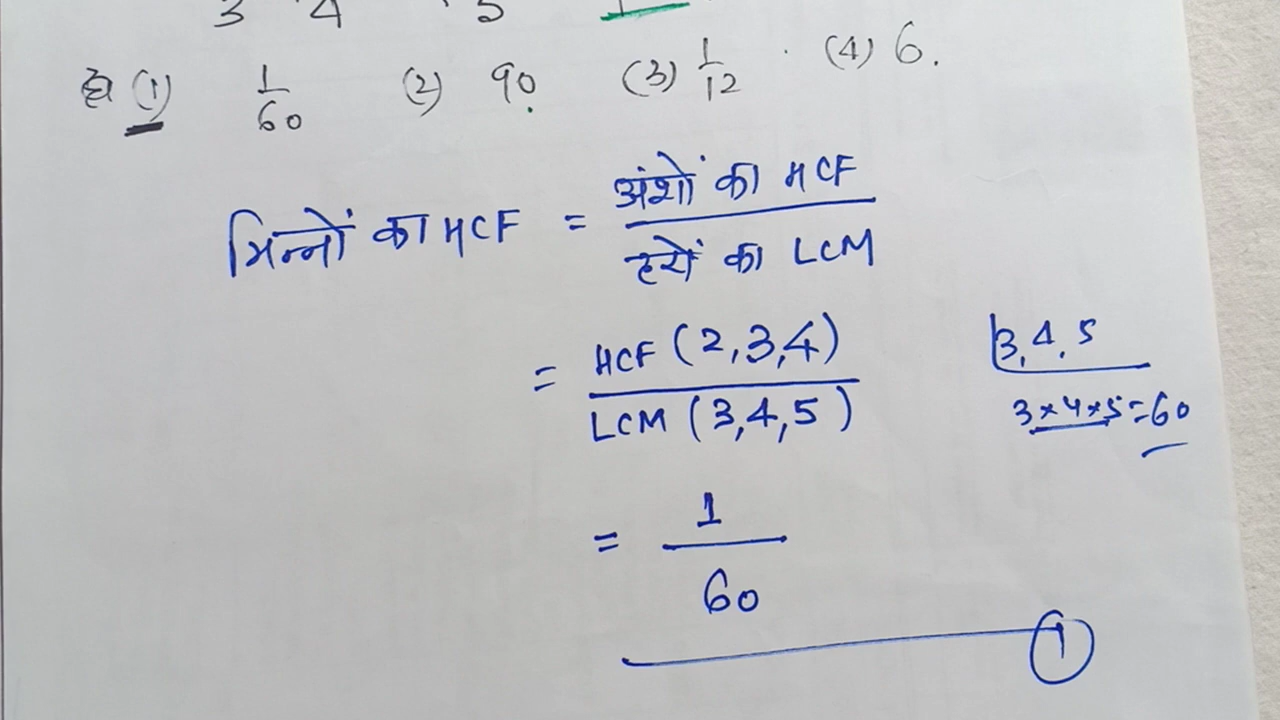 3 4 5
(1) 1/60 (2) 90 (3) 1/12 (4) 6.
भिन्नों का HCF = अंशों का HCF / हरों का LCM
= HCF (2,3,4) / LCM (3,4,5)
3, 4, 5
3×4×5=60
= 1/60
1